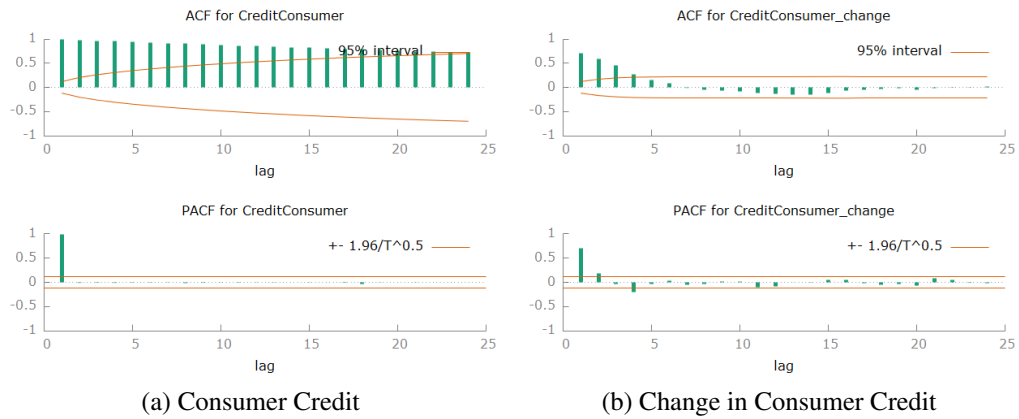 ACF for CreditConsumer
1
0.5
0
-0.5
-1
95% interval
0 5 10 15 20 25
lag
PACF for CreditConsumer
1
0.5
0
-0.5
-1
+- 1.96/T^0.5
0 5 10 15 20 25
lag
(a) Consumer Credit
ACF for CreditConsumer_change
1
0.5
0
-0.5
-1
95% interval
0 5 10 15 20 25
lag
PACF for CreditConsumer_change
1
0.5
0
-0.5
-1
+- 1.96/T^0.5
0 5 10 15 20 25
lag
(b) Change in Consumer Credit